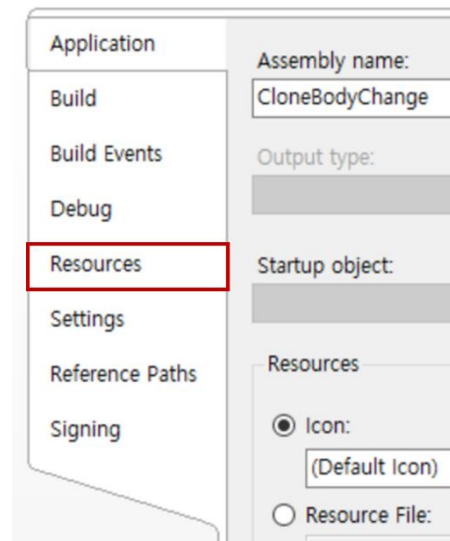 Application
Build
Build Events
Debug
Resources
Settings
Reference Paths
Signing
Assembly name:
CloneBodyChange
Output type:
Startup object:
Resources
Icon:
(Default Icon)
Resource File: